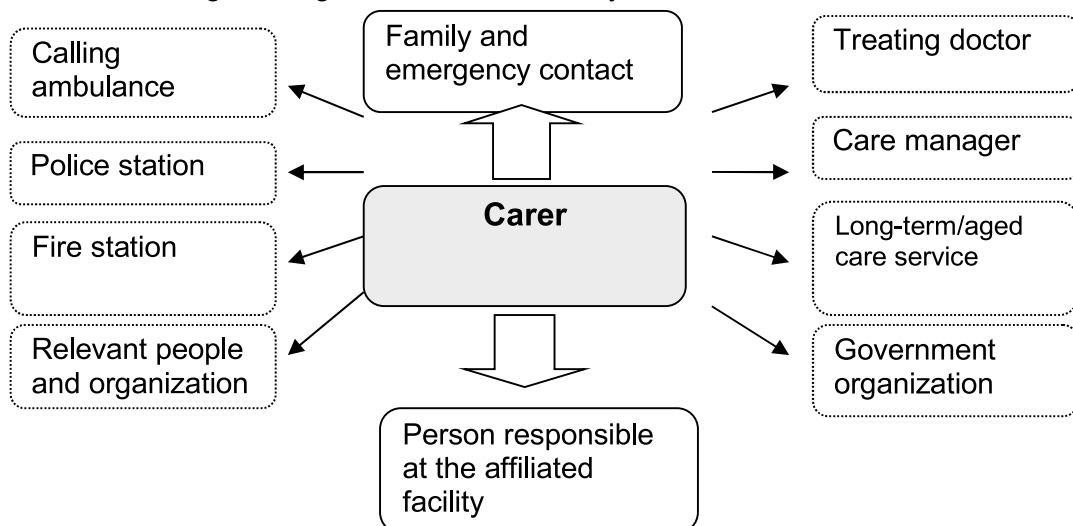 Family and
emergency contact
Calling
ambulance
Treating doctor
Police station
Care manager
Carer
Fire station
Long-term/aged
care service
Relevant people
and organization
Government
organization
Person responsible
at the affiliated
facility